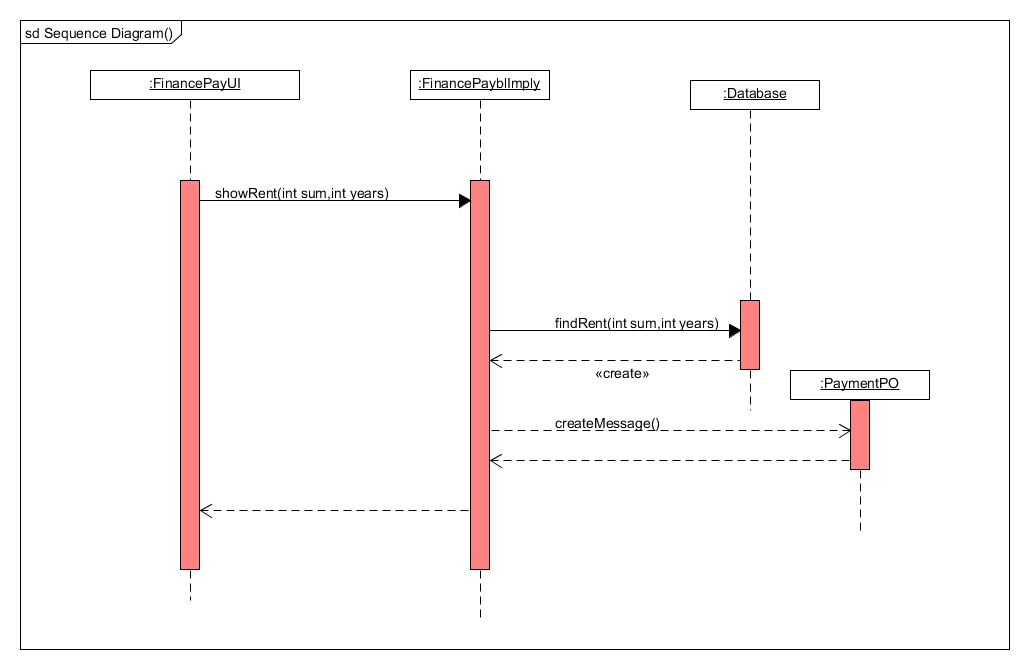 sd Sequence Diagram()
:FinancePayUI
:FinancePayblImply
:Database
showRent(int sum,int years)
findRent(int sum,int years)
«create»
:PaymentPO
createMessage()